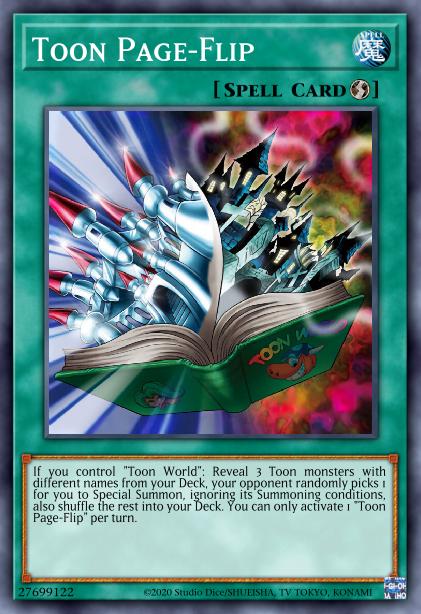 TOON PAGE-FLIP
SPELL
魔
[SPELL CARD]
TOON
If you control "Toon World": Reveal 3 Toon monsters with
different names from your Deck, your opponent randomly picks 1
for you to Special Summon, ignoring its Summoning conditions,
also shuffle the rest into your Deck. You can only activate 1 "Toon
Page-Flip" per turn.
27699122
©2020 Studio Dice/SHUEISHA, TV TOKYO, KONAMI